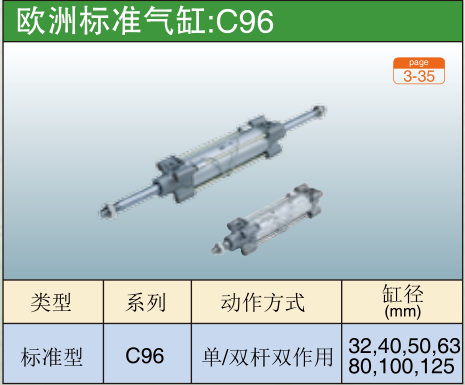 欧洲标准气缸:C96
page
3-35
类型 系列 动作方式 缸径
(mm)
标准型 C96 单/双杆双作用 32,40,50,63
80,100,125